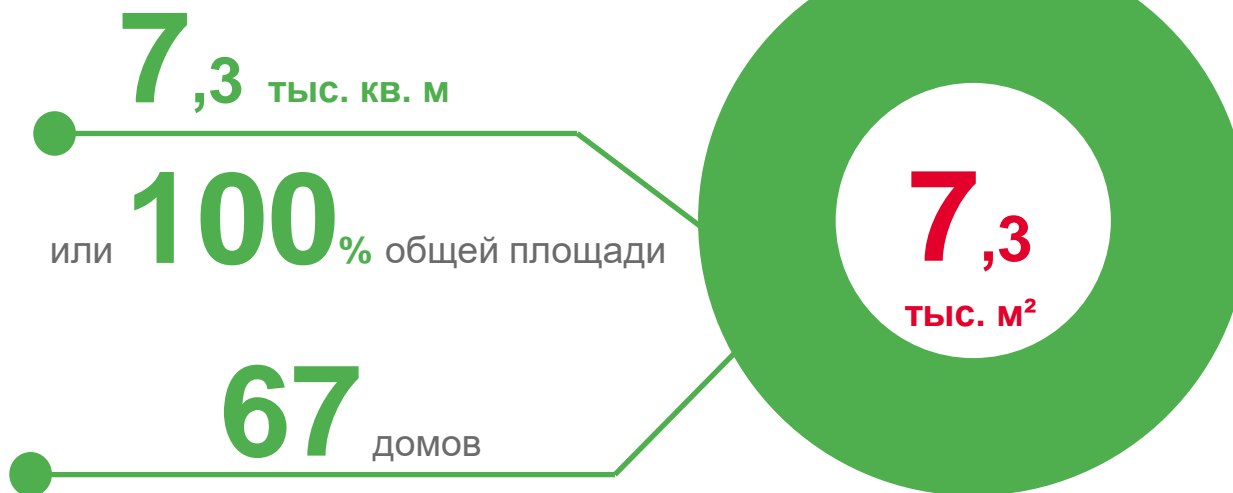 7,3 тыс. кв. м
или 100% общей площади
67 домов
7,3
тыс. м²